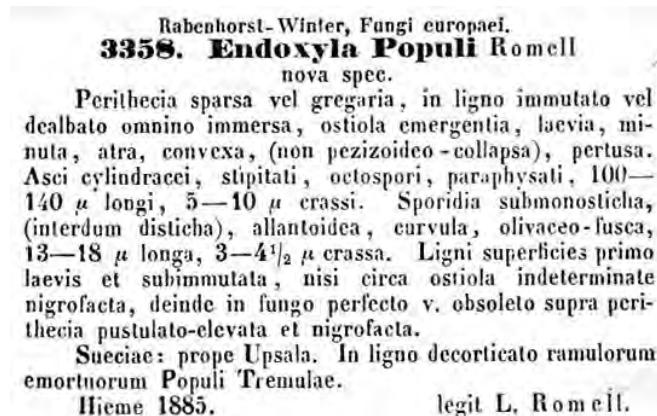 Rabenhorst-Winter, Fungi europaei.
3358. Endoxyla Populi Romell
nova spec.
Perithecia sparsa vel gregaria, in ligno immutato vel
dealbato omnino immersa, ostiola emergentia, laevia, mi-
nuta, atra, convexa, (non pezizoideo-collapsa), pertusa.
Asci cylindracei, stipitati, octospori, paraphysati, 100—
140 µ longi, 5—10 µ crassi. Sporidia submonosticha,
(interdum disticha), allantoidea, curvula, olivaceo-fusca,
13—18 µ longa, 3—4½ µ crassa. Ligni superficies primo
laevis et subimmutata, nisi circa ostiola indeterminate
nigrofacta, deinde in fungo perfecto v. obsoleto supra peri-
thecia pustulato-elevata et nigrofacta.
Sueciae: prope Upsala. In ligno decorticato ramulorum
emortuorum Populi Tremulae.
Hieme 1885. legit L. Romell.